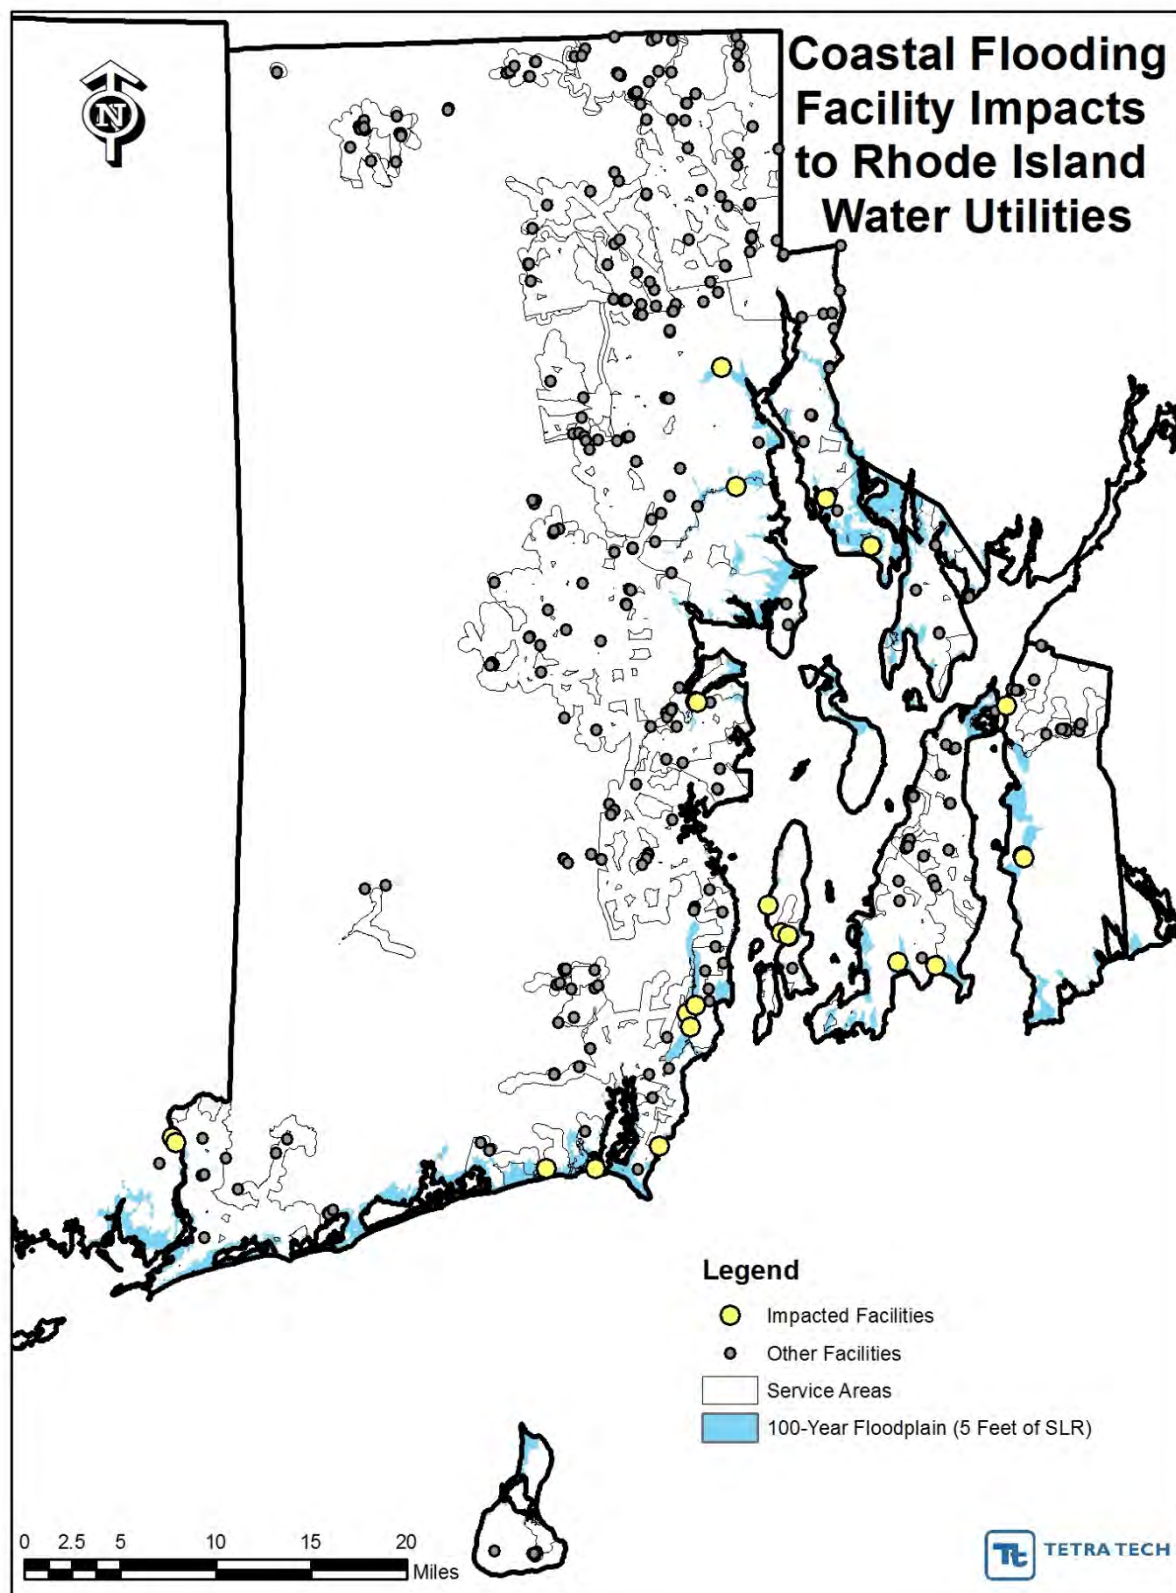 Coastal Flooding
Facility Impacts
to Rhode Island
Water Utilities
N
Legend
Impacted Facilities
Other Facilities
Service Areas
100-Year Floodplain (5 Feet of SLR)
0 2.5 5 10 15 20
Miles
Tt TETRA TECH